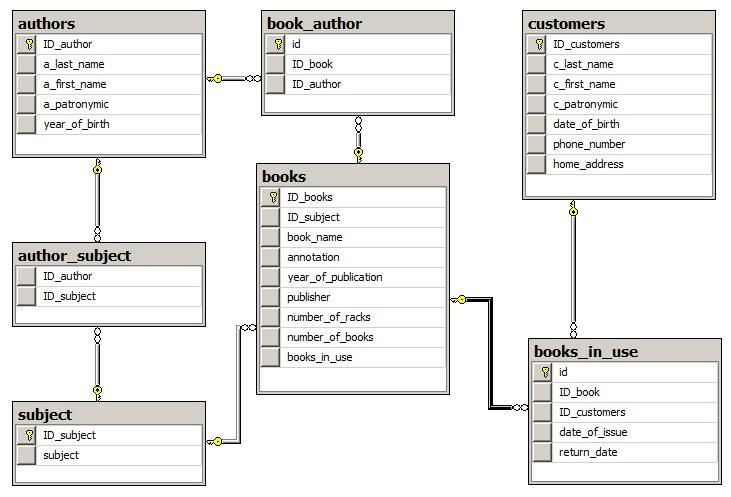 authors
ID_author
a_last_name
a_first_name
a_patronymic
year_of_birth
book_author
id
ID_book
ID_author
customers
ID_customers
c_last_name
c_first_name
c_patronymic
date_of_birth
phone_number
home_address
books
ID_books
ID_subject
book_name
annotation
year_of_publication
publisher
number_of_racks
number_of_books
books_in_use
author_subject
ID_author
ID_subject
subject
ID_subject
subject
books_in_use
id
ID_book
ID_customers
date_of_issue
return_date